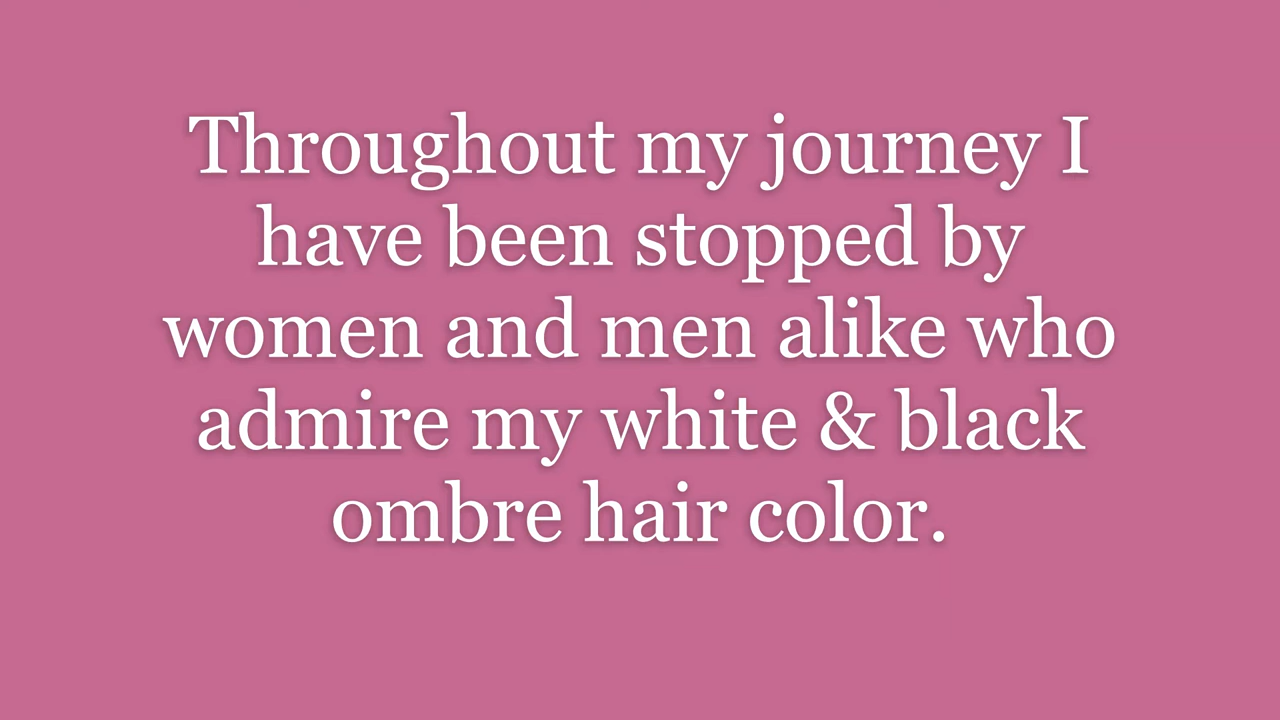 Throughout my journey I
have been stopped by
women and men alike who
admire my white & black
ombre hair color.